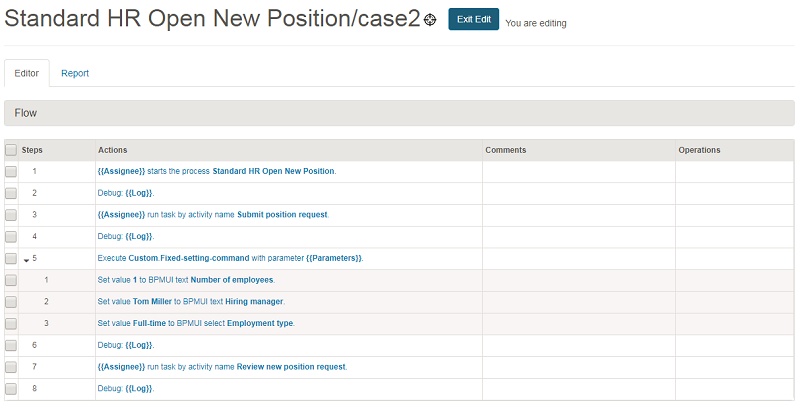 Standard HR Open New Position/case2 Exit Edit You are editing
Editor Report
Flow
Steps Actions Comments Operations
1 {{Assignee}} starts the process Standard HR Open New Position.
2 Debug: {{Log}}.
3 {{Assignee}} run task by activity name Submit position request.
4 Debug: {{Log}}.
5 Execute Custom:Fixed-setting-command with parameter {{Parameters}}.
1 Set value 1 to BPMUI text Number of employees.
2 Set value Tom Miller to BPMUI text Hiring manager.
3 Set value Full-time to BPMUI select Employment type.
6 Debug: {{Log}}.
7 {{Assignee}} run task by activity name Review new position request.
8 Debug: {{Log}}.